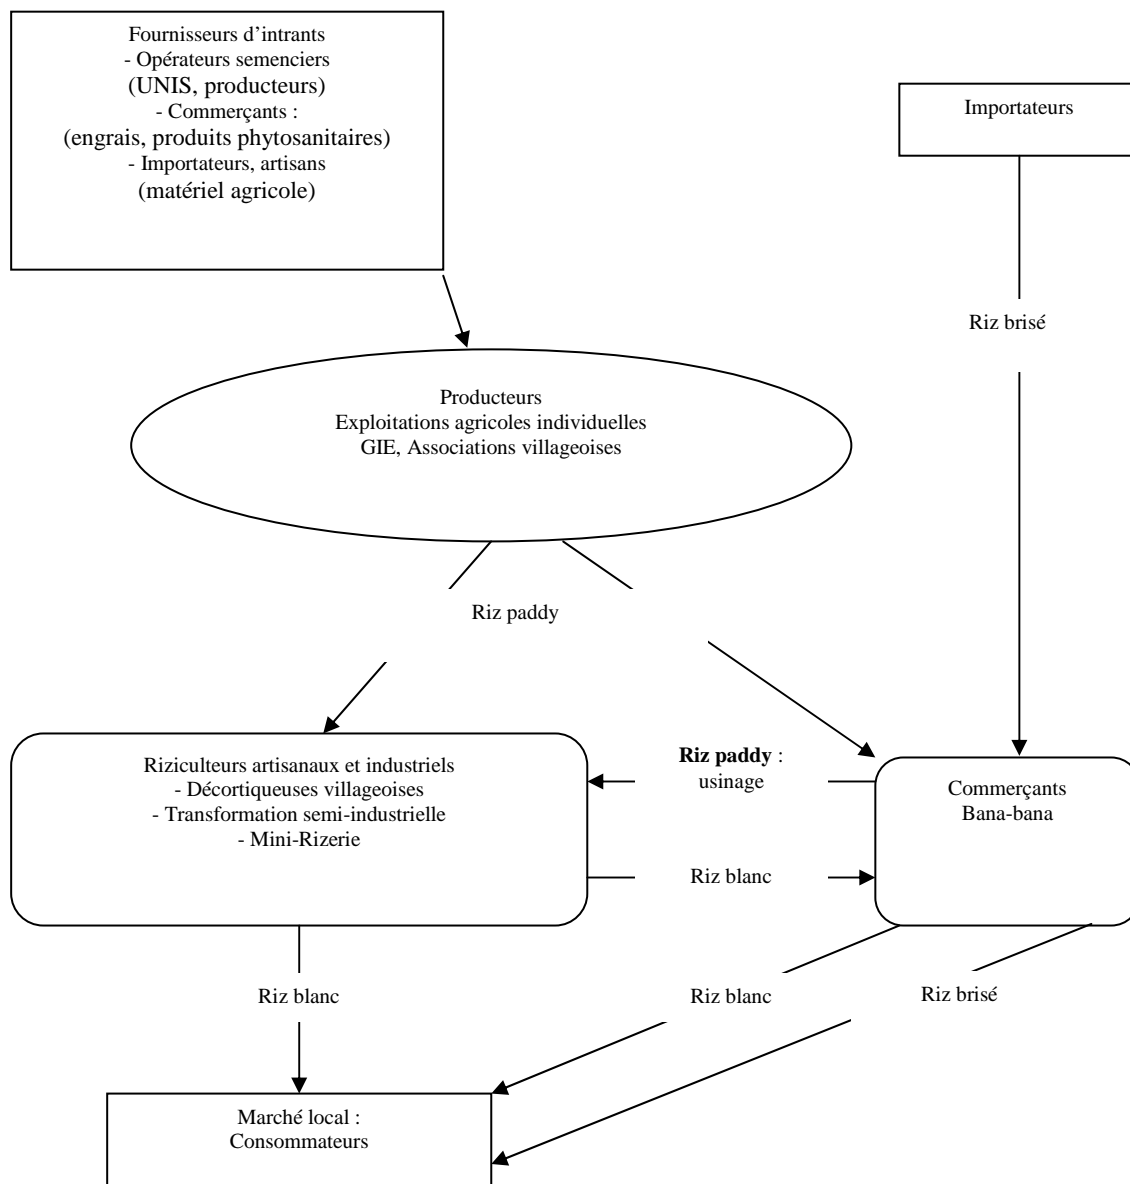 Fournisseurs d'intrants
- Opérateurs semenciers
(UNIS, producteurs)
- Commerçants :
(engrais, produits phytosanitaires)
- Importateurs, artisans
(matériel agricole)
Importateurs
Riz brisé
Producteurs
Exploitations agricoles individuelles
GIE, Associations villageoises
Riz paddy
Riziculteurs artisanaux et industriels
- Décortiqueuses villageoises
- Transformation semi-industrielle
- Mini-Rizerie
Riz paddy :
usinage
Riz blanc
Commerçants
Bana-bana
Riz blanc
Riz blanc
Riz brisé
Marché local :
Consommateurs